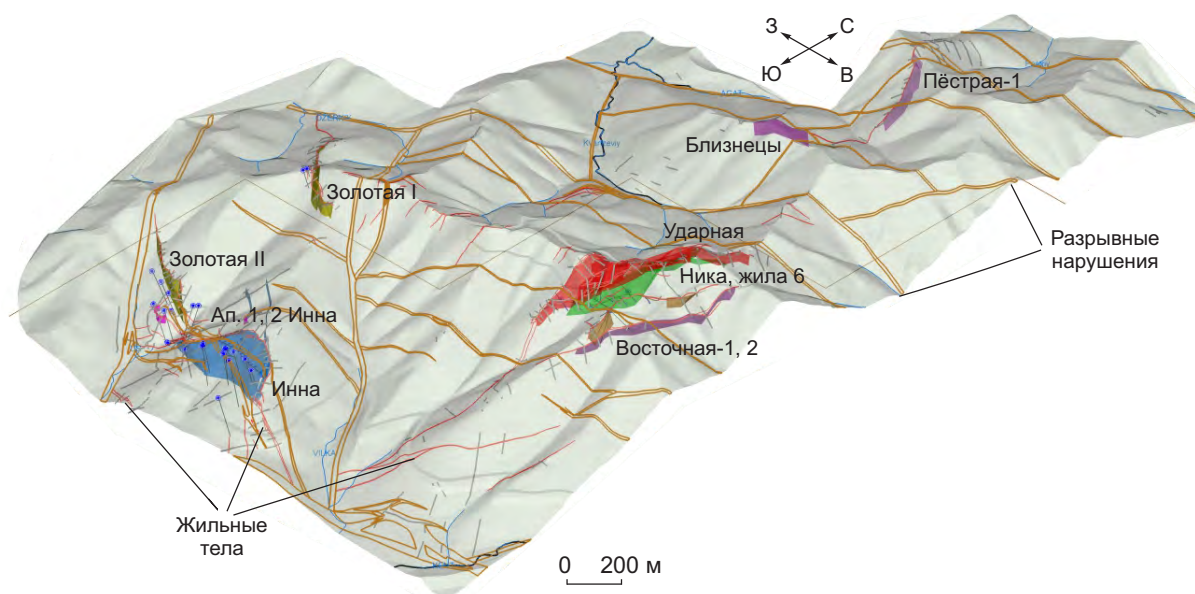 З С
Ю В
Пёстрая-1
Близнецы
Золотая I
Ударная
Разрывные
нарушения
Золотая II
Ника, жила 6
Ап. 1, 2 Инна
Восточная-1, 2
Инна
VILKA
Жильные
тела
0 200 м